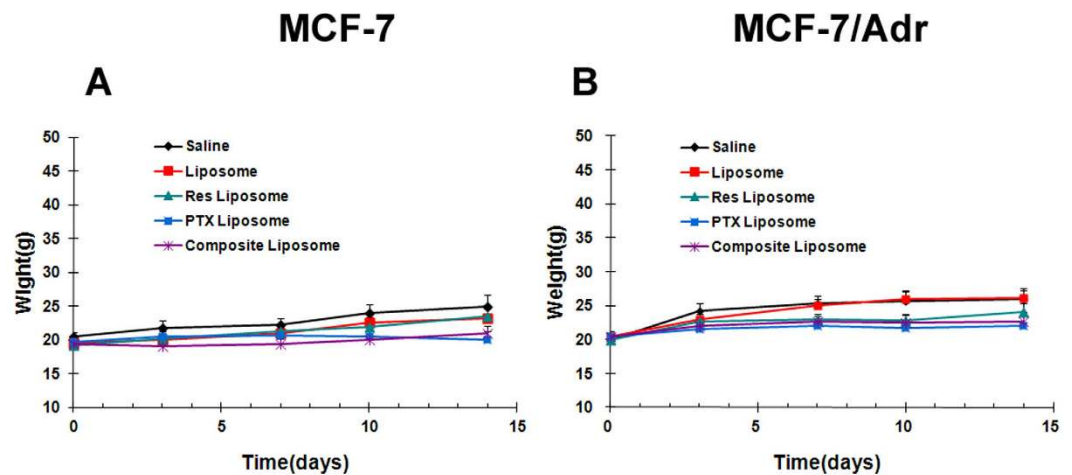 MCF-7
MCF-7/Adr
A
B
50
45
40
35
30
25
20
15
10
Wlght(g)
Saline
Liposome
Res Liposome
PTX Liposome
Composite Liposome
0
5
10
15
Time(days)
50
45
40
35
30
25
20
15
10
Welght(g)
Saline
Liposome
Res Liposome
PTX Liposome
Composite Liposome
0
5
10
15
Time(days)